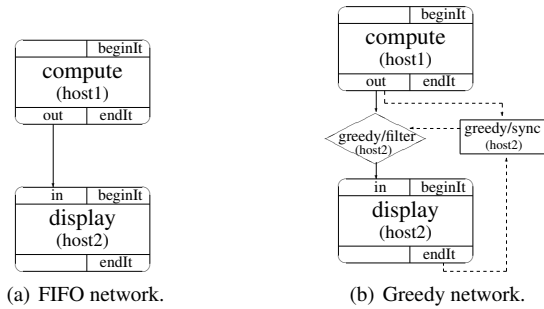 beginIt
compute
(host1)
out endIt
in beginIt
display
(host2)
endIt
(a) FIFO network.
beginIt
compute
(host1)
out endIt
greedy/filter
(host2)
greedy/sync
(host2)
in beginIt
display
(host2)
endIt
(b) Greedy network.